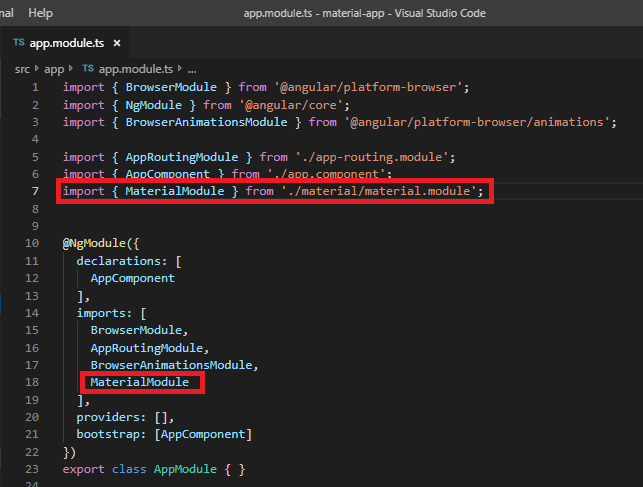 nal Help app.module.ts - material-app - Visual Studio Code
TS app.module.ts ×
src > app > TS app.module.ts > ...
1 import { BrowserModule } from '@angular/platform-browser';
2 import { NgModule } from '@angular/core';
3 import { BrowserAnimationsModule } from '@angular/platform-browser/animations';
4
5 import { AppRoutingModule } from './app-routing.module';
6 import { AppComponent } from './app.component';
7 import { MaterialModule } from './material/material.module';
8
9
10 @NgModule({
11 declarations: [
12 AppComponent
13 ],
14 imports: [
15 BrowserModule,
16 AppRoutingModule,
17 BrowserAnimationsModule,
18 MaterialModule
19 ],
20 providers: [],
21 bootstrap: [AppComponent]
22 })
23 export class AppModule { }
24